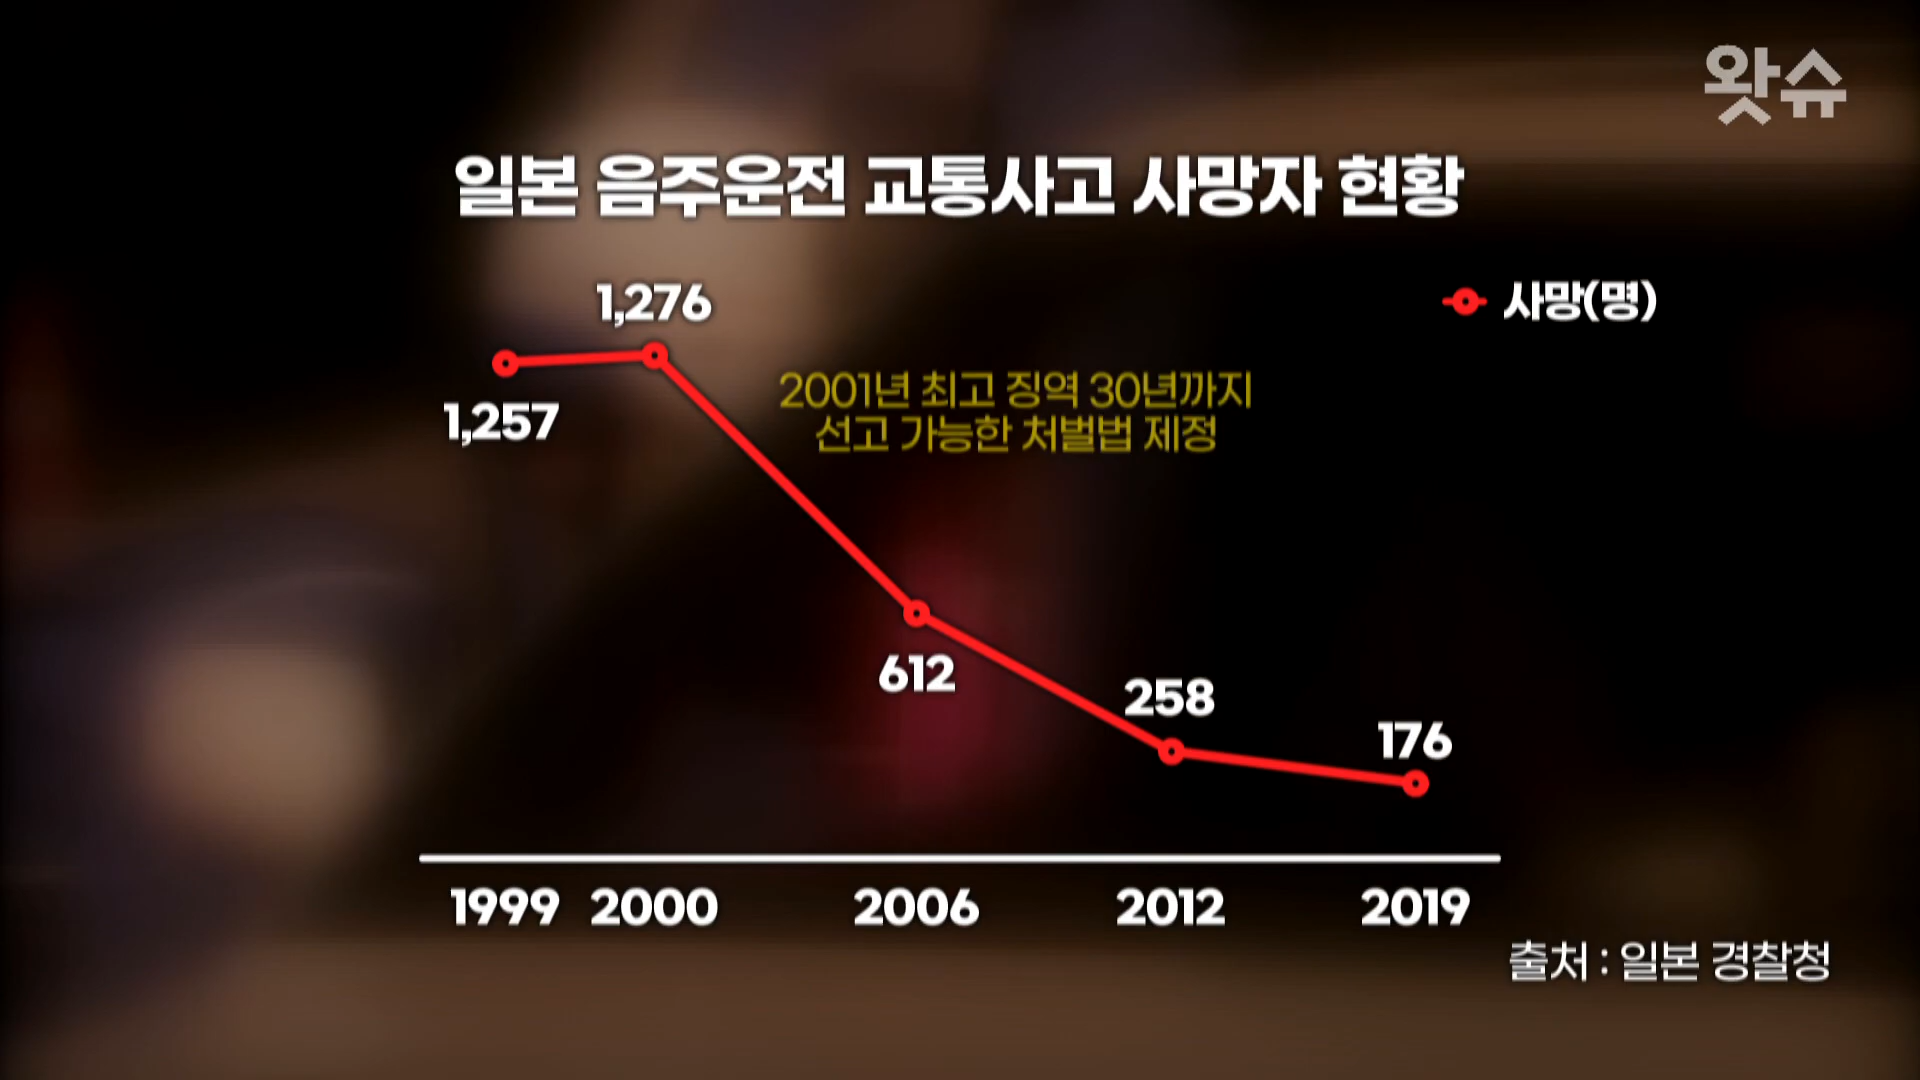 왓슈
일본 음주운전 교통사고 사망자 현황
사망(명)
1,276
1,257
2001년 최고 징역 30년까지
선고 가능한 처벌법 제정
612
258
176
1999 2000 2006 2012 2019
출처 : 일본 경찰청